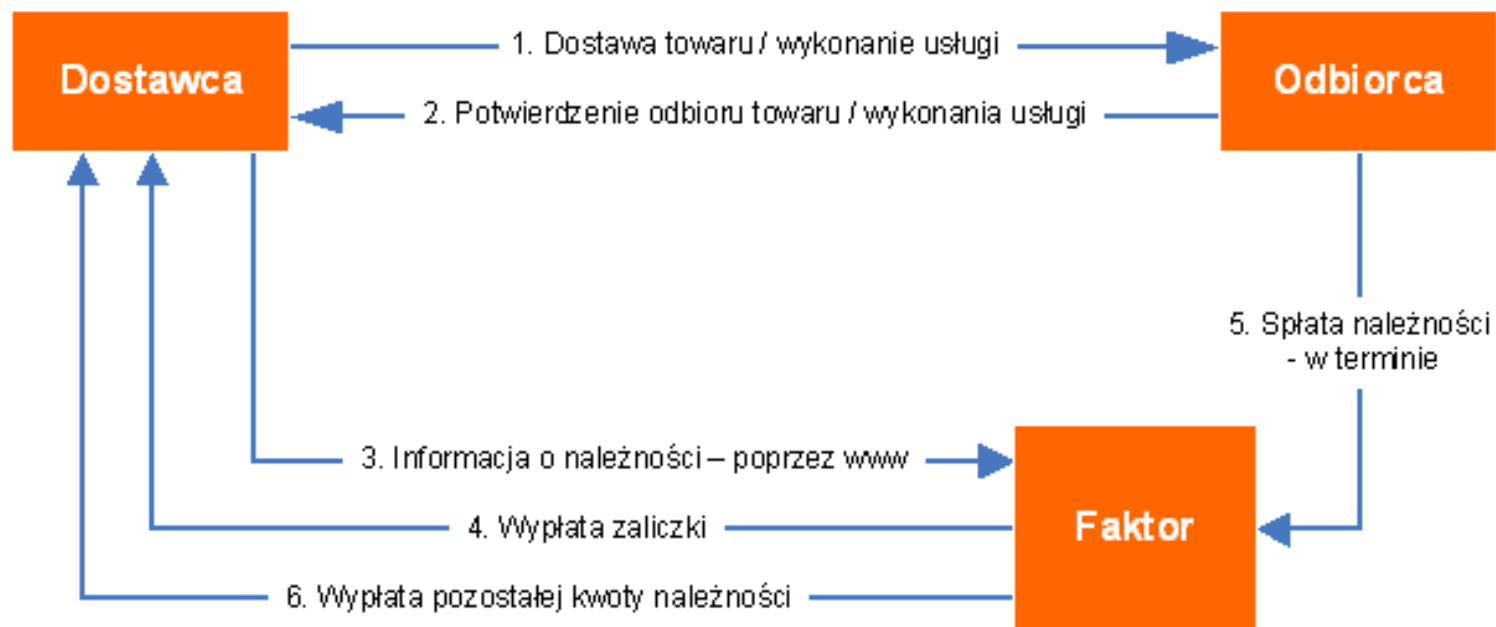 Dostawca
1. Dostawa towaru / wykonanie usługi
Odbiorca
2. Potwierdzenie odbioru towaru / wykonania usługi
5. Spłata należności
- w terminie
3. Informacja o należności – poprzez www
4. Wypłata zaliczki
Faktor
6. Wypłata pozostałej kwoty należności